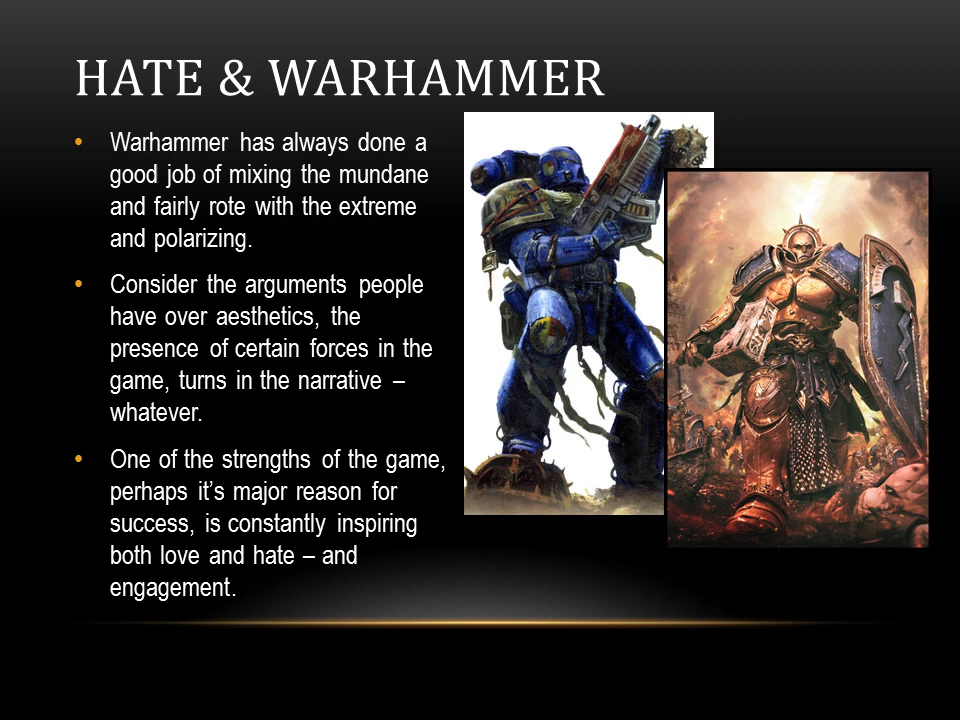 HATE & WARHAMMER
• Warhammer has always done a
good job of mixing the mundane
and fairly rote with the extreme
and polarizing.
• Consider the arguments people
have over aesthetics, the
presence of certain forces in the
game, turns in the narrative –
whatever.
• One of the strengths of the game,
perhaps it’s major reason for
success, is constantly inspiring
both love and hate – and
engagement.